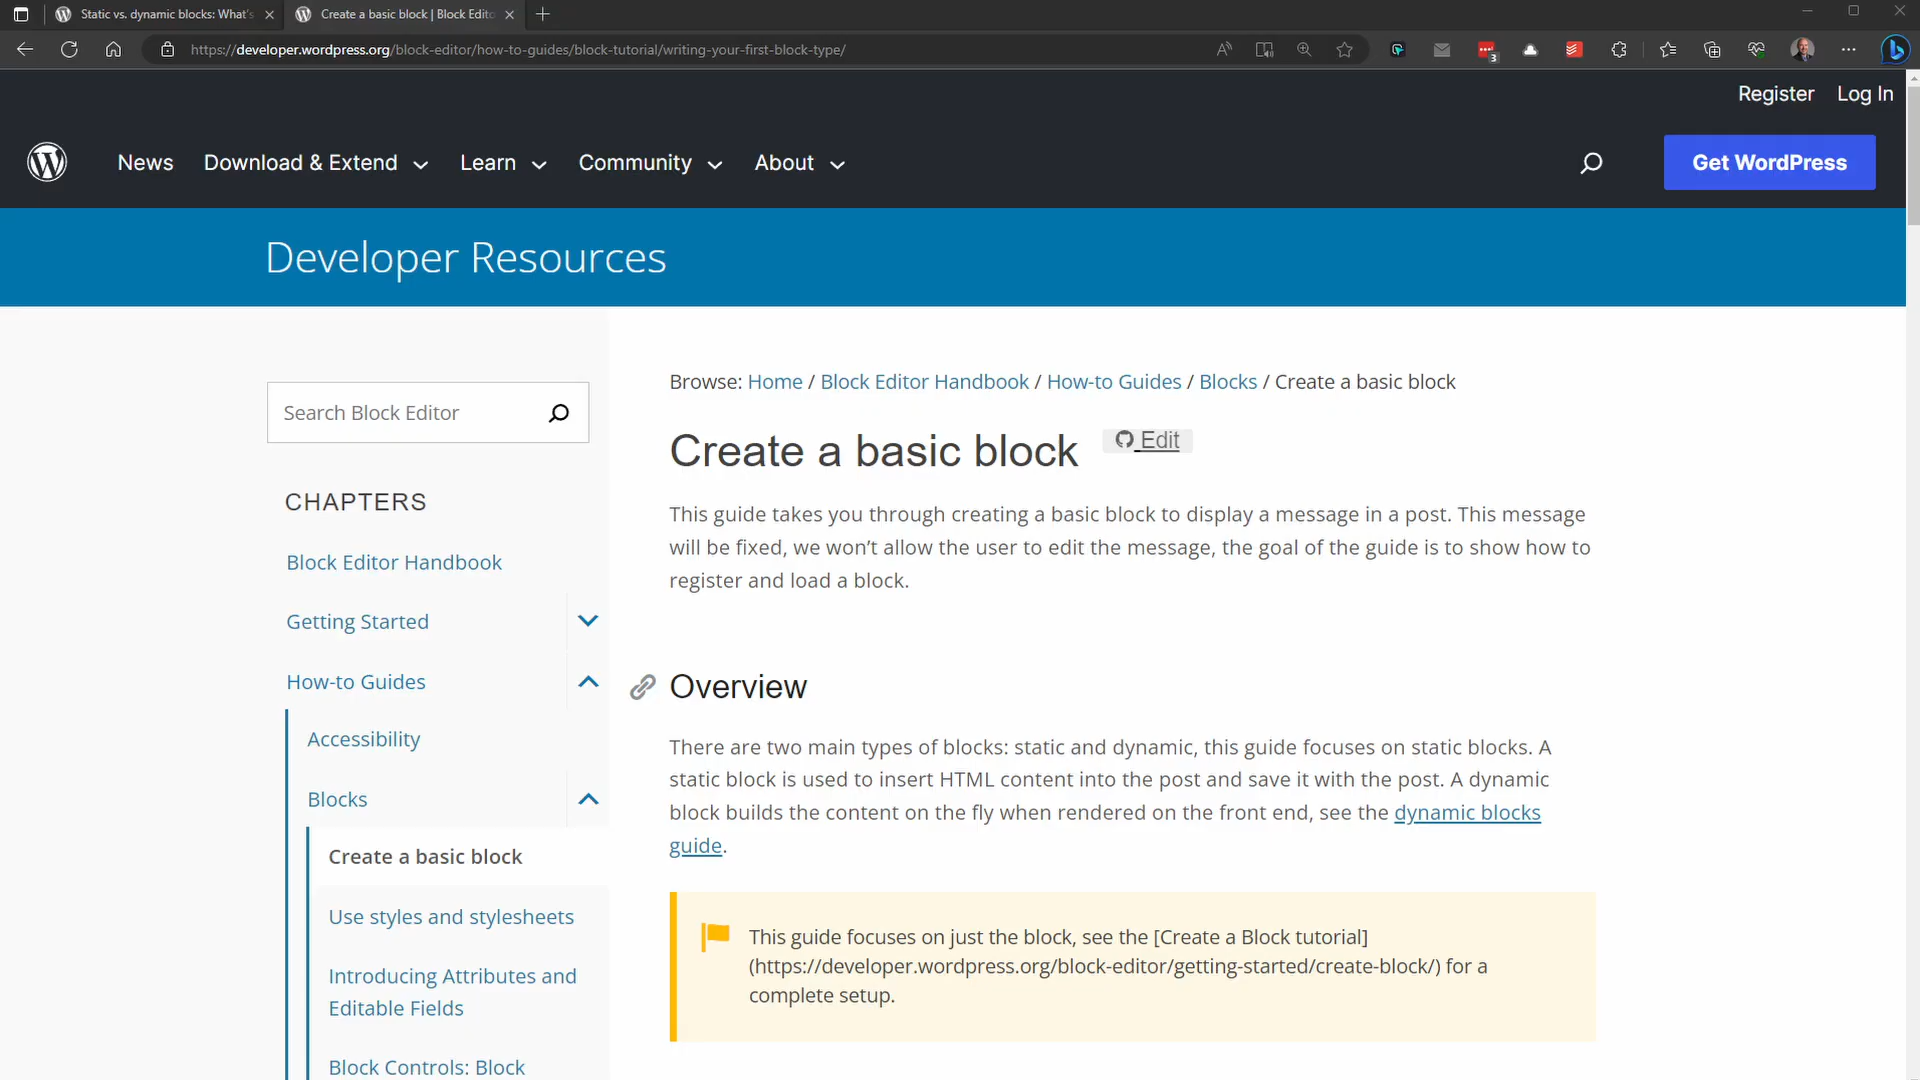 Static vs. dynamic blocks: What's
Create a basic block | Block Edito
https://developer.wordpress.org/block-editor/how-to-guides/block-tutorial/writing-your-first-block-type/
3
Register Log In
News Download & Extend Learn Community About
Get WordPress
Developer Resources
Search Block Editor
CHAPTERS
Block Editor Handbook
Getting Started
How-to Guides
Accessibility
Blocks
Create a basic block
Use styles and stylesheets
Introducing Attributes and
Editable Fields
Block Controls: Block
Browse: Home / Block Editor Handbook / How-to Guides / Blocks / Create a basic block
Create a basic block Edit
This guide takes you through creating a basic block to display a message in a post. This message
will be fixed, we won’t allow the user to edit the message, the goal of the guide is to show how to
register and load a block.
Overview
There are two main types of blocks: static and dynamic, this guide focuses on static blocks. A
static block is used to insert HTML content into the post and save it with the post. A dynamic
block builds the content on the fly when rendered on the front end, see the dynamic blocks
guide.
This guide focuses on just the block, see the [Create a Block tutorial]
(https://developer.wordpress.org/block-editor/getting-started/create-block/) for a
complete setup.